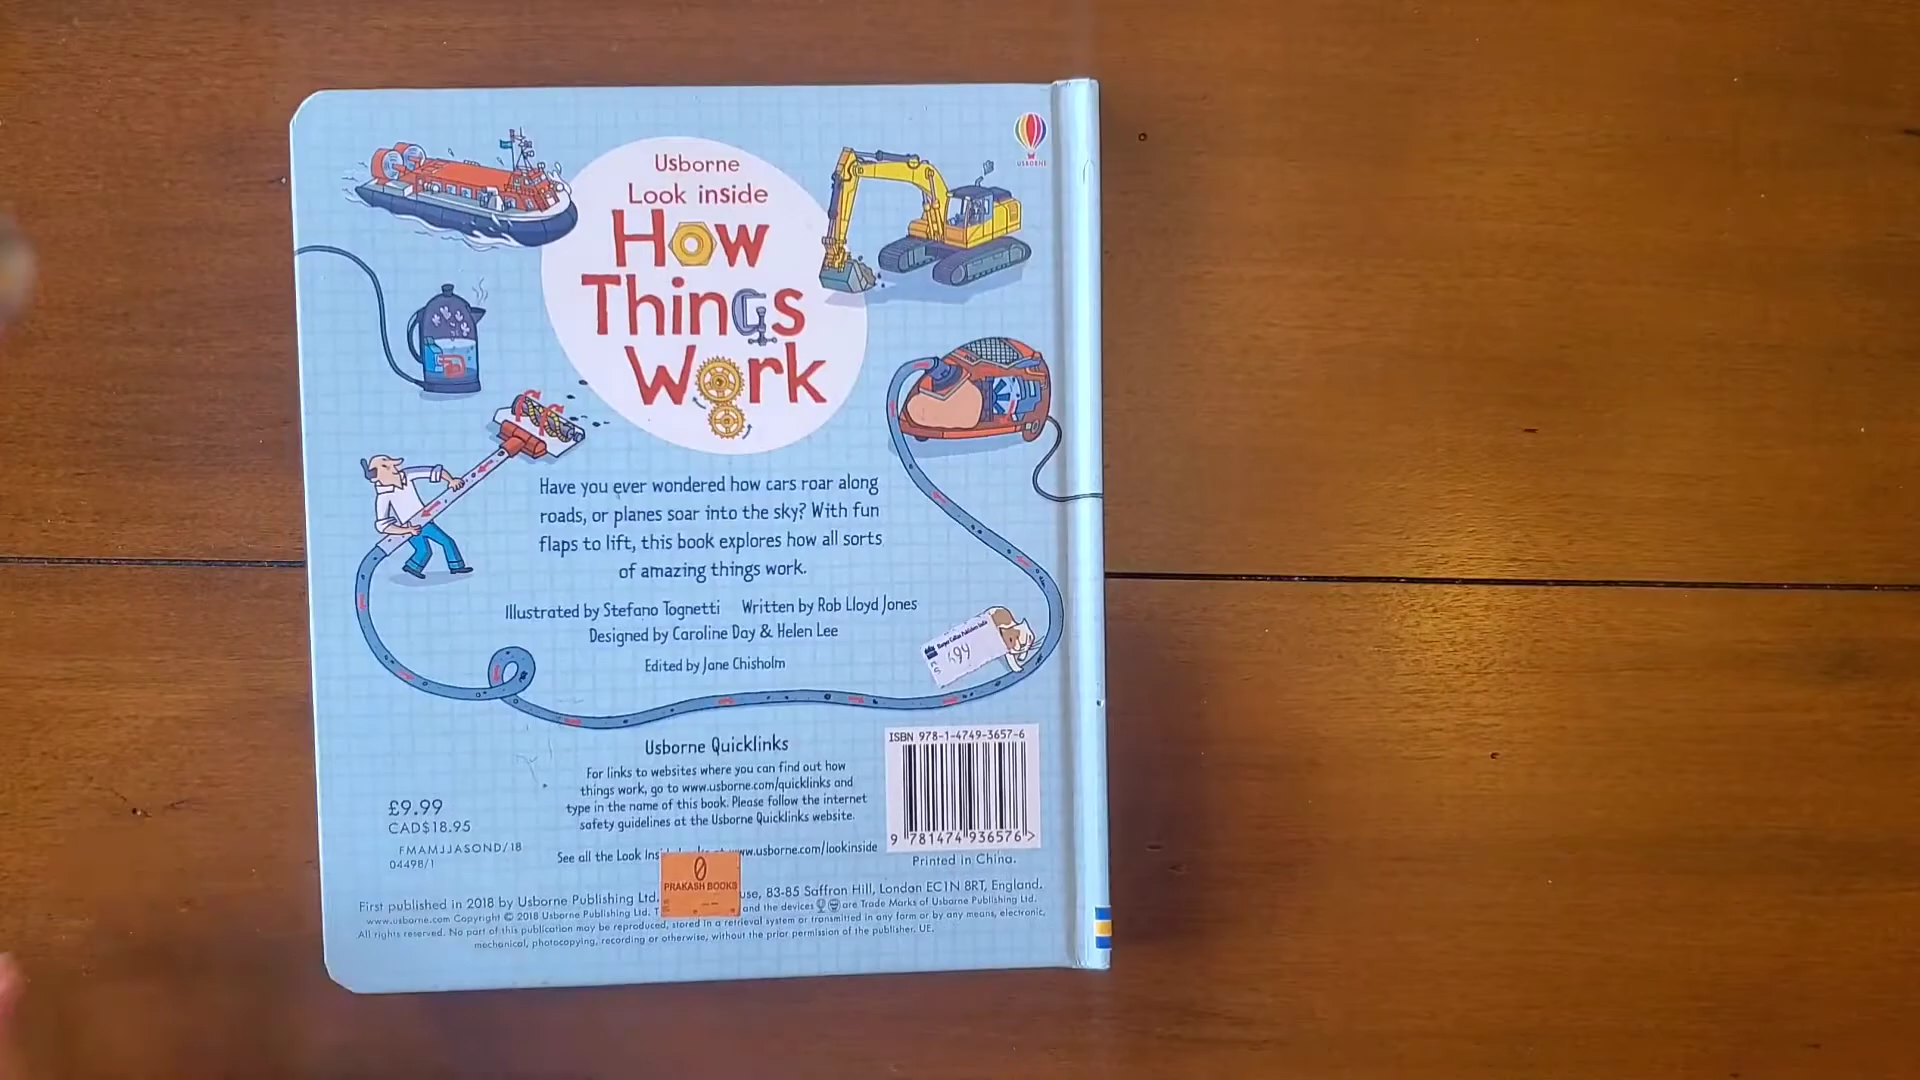 Usborne
Look inside
How
Things
Work
USBORNE
Have you ever wondered how cars roar along
roads, or planes soar into the sky? With fun
flaps to lift, this book explores how all sorts
of amazing things work.
Illustrated by Stefano Tognetti Written by Rob Lloyd Jones
Designed by Caroline Day & Helen Lee
Edited by Jane Chisholm
Harper Collins Publishers India
499
Usborne Quicklinks
For links to websites where you can find out how
things work, go to www.usborne.com/quicklinks and
type in the name of this book. Please follow the internet
safety guidelines at the Usborne Quicklinks website.
ISBN 978-1-4749-3657-6
9 781474 936576 >
Printed in China.
£9.99
CAD$18.95
FMAMJJASOND/18
04498/1
See all the Look www.usborne.com/lookinside
PRAKASH BOOKS
First published in 2018 by Usborne Publishing Ltd. 83-85 Saffron Hill, London EC1N 8RT, England.
www.usborne.com Copyright © 2018 Usborne Publishing Ltd. and the devices are Trade Marks of Usborne Publishing Ltd.
All rights reserved. No part of this publication may be reproduced, stored in a retrieval system or transmitted in any form or by any means, electronic,
mechanical, photocopying, recording or otherwise, without the prior permission of the publisher. UE.